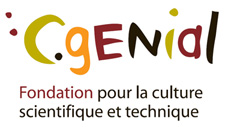 C.gENial
Fondation pour la culture
scientifique et technique